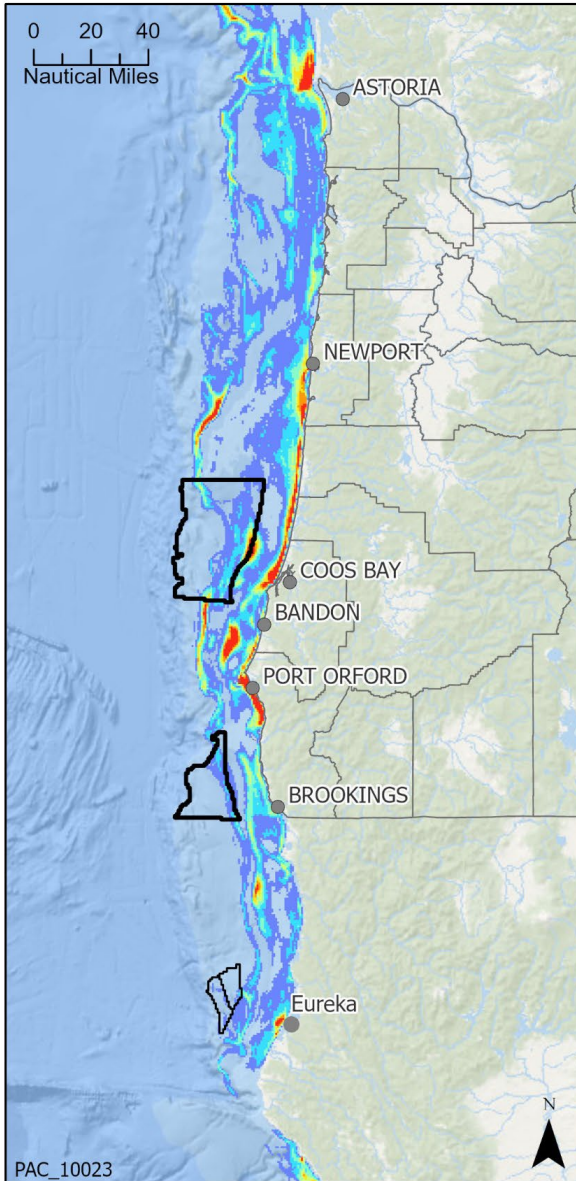 0 20 40
Nautical Miles
ASTORIA
NEWPORT
COOS BAY
BANDON
PORT ORFORD
BROOKINGS
Eureka
N
PAC_10023